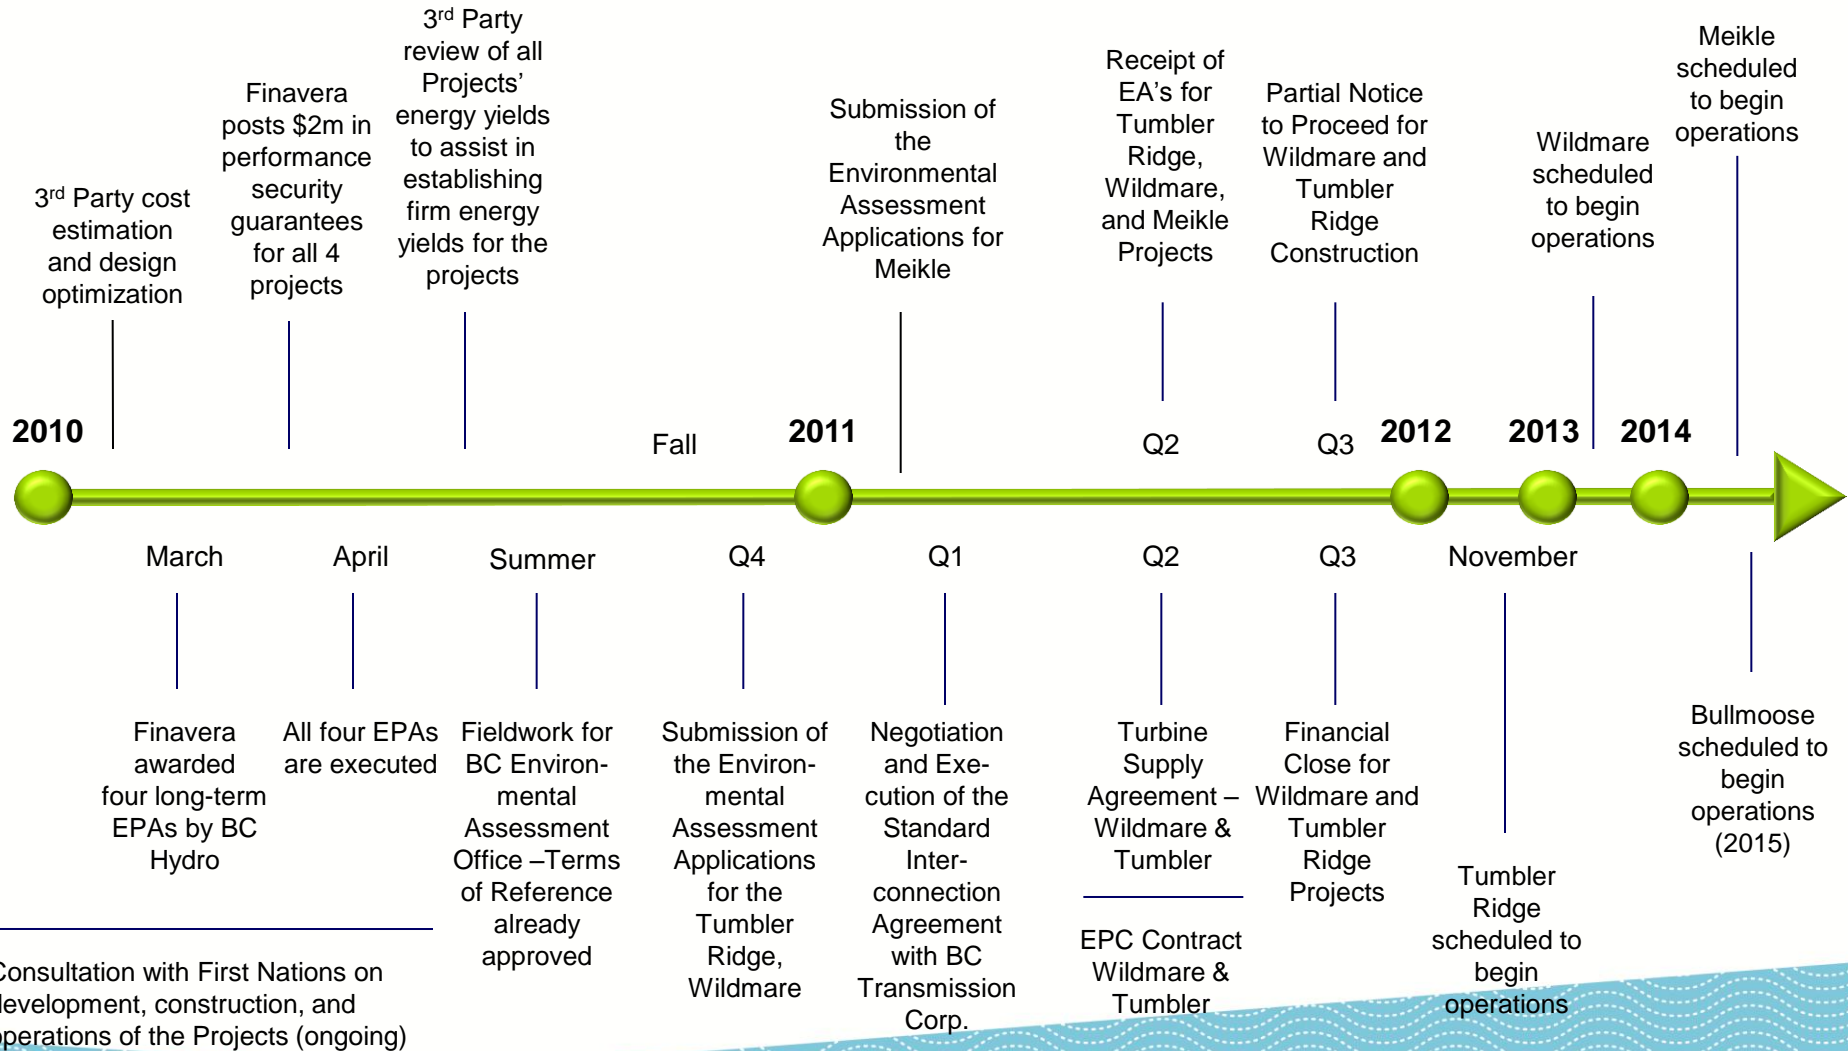 3rd Party cost
estimation
and design
optimization
Finavera
posts $2m in
performance
security
guarantees
for all 4
projects
3rd Party
review of all
Projects'
energy yields
to assist in
establishing
firm energy
yields for the
projects
Submission of
the
Environmental
Assessment
Applications for
Meikle
Receipt of
EA's for
Tumbler
Ridge,
Wildmare,
and Meikle
Projects
Partial Notice
to Proceed for
Wildmare and
Tumbler
Ridge
Construction
Wildmare
scheduled
to begin
operations
Meikle
scheduled
to begin
operations
2010
Fall
2011
Q2
Q3
2012
2013
2014
March
April
Summer
Q4
Q1
Q2
Q3
November
Finavera
awarded
four long-term
EPAs by BC
Hydro
All four EPAs
are executed
Fieldwork for
BC Environ-
mental
Assessment
Office –Terms
of Reference
already
approved
Submission of
the Environ-
mental
Assessment
Applications
for the
Tumbler
Ridge,
Wildmare
Negotiation
and Exe-
cution of the
Standard
Inter-
connection
Agreement
with BC
Transmission
Corp.
Turbine
Supply
Agreement –
Wildmare &
Tumbler
EPC Contract
Wildmare &
Tumbler
Financial
Close for
Wildmare and
Tumbler
Ridge
Projects
Tumbler
Ridge
scheduled to
begin
operations
Bullmoose
scheduled to
begin
operations
(2015)
Consultation with First Nations on
development, construction, and
operations of the Projects (ongoing)